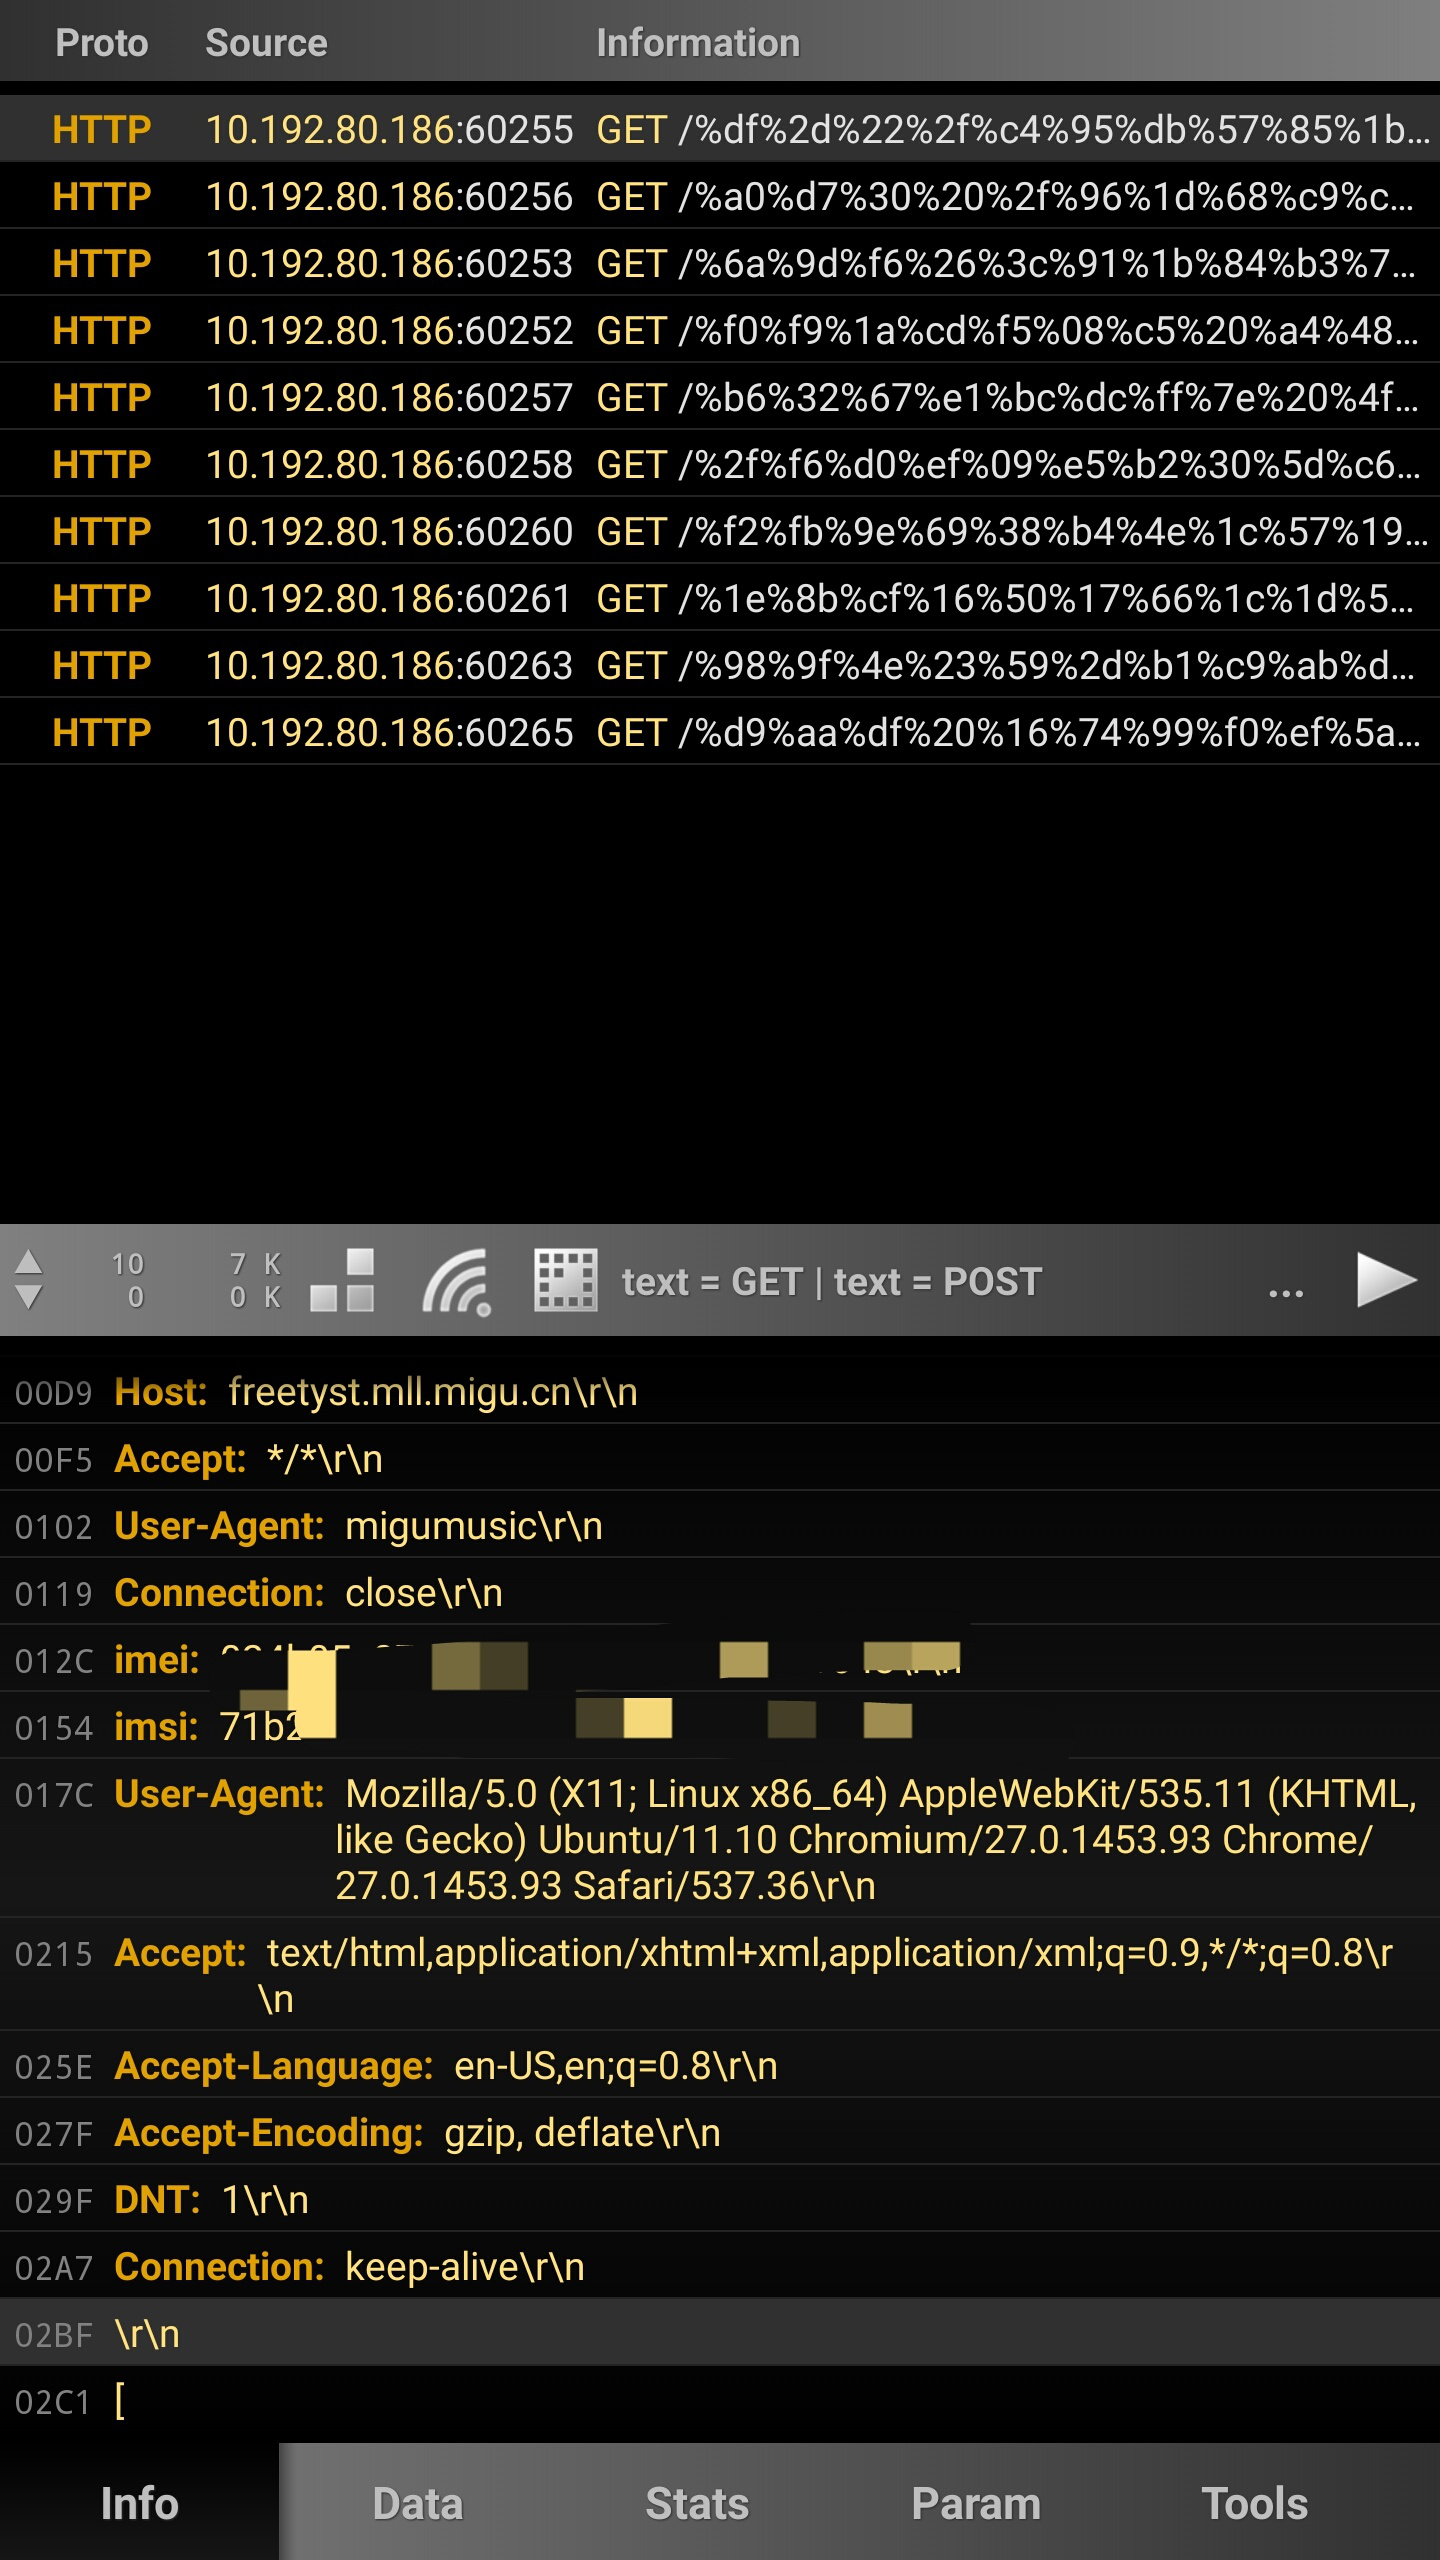 Proto Source Information
HTTP 10.192.80.186:60255 GET /%df%2d%22%2f%c4%95%db%57%85%1b...
HTTP 10.192.80.186:60256 GET /%a0%d7%30%20%2f%96%1d%68%c9%c...
HTTP 10.192.80.186:60253 GET /%6a%9d%f6%26%3c%91%1b%84%b3%7...
HTTP 10.192.80.186:60252 GET /%f0%f9%1a%cd%f5%08%c5%20%a4%48...
HTTP 10.192.80.186:60257 GET /%b6%32%67%e1%bc%dc%ff%7e%20%4f...
HTTP 10.192.80.186:60258 GET /%2f%f6%d0%ef%09%e5%b2%30%5d%c6...
HTTP 10.192.80.186:60260 GET /%f2%fb%9e%69%38%b4%4e%1c%57%19...
HTTP 10.192.80.186:60261 GET /%1e%8b%cf%16%50%17%66%1c%1d%5...
HTTP 10.192.80.186:60263 GET /%98%9f%4e%23%59%2d%b1%c9%ab%d...
HTTP 10.192.80.186:60265 GET /%d9%aa%df%20%16%74%99%f0%ef%5a...
10 7 K
0 0 K
text = GET | text = POST ...
00D9 Host: freetyst.mll.migu.cn\r\n
00F5 Accept: */*\r\n
0102 User-Agent: migumusic\r\n
0119 Connection: close\r\n
012C imei:
0154 imsi: 71b2
017C User-Agent: Mozilla/5.0 (X11; Linux x86_64) AppleWebKit/535.11 (KHTML,
like Gecko) Ubuntu/11.10 Chromium/27.0.1453.93 Chrome/
27.0.1453.93 Safari/537.36\r\n
0215 Accept: text/html,application/xhtml+xml,application/xml;q=0.9,*/*;q=0.8\r
\n
025E Accept-Language: en-US,en;q=0.8\r\n
027F Accept-Encoding: gzip, deflate\r\n
029F DNT: 1\r\n
02A7 Connection: keep-alive\r\n
02BF \r\n
02C1 [
Info Data Stats Param Tools